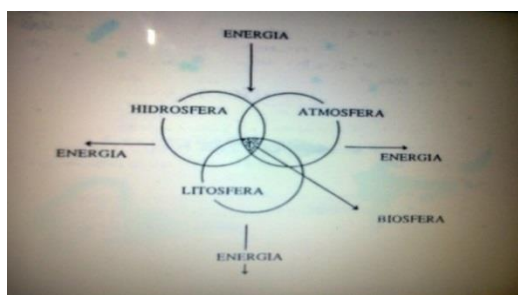 ENERGIA
HIDROSFERA
ATMOSFERA
ENERGIA
ENERGIA
LITOSFERA
BIOSFERA
ENERGIA